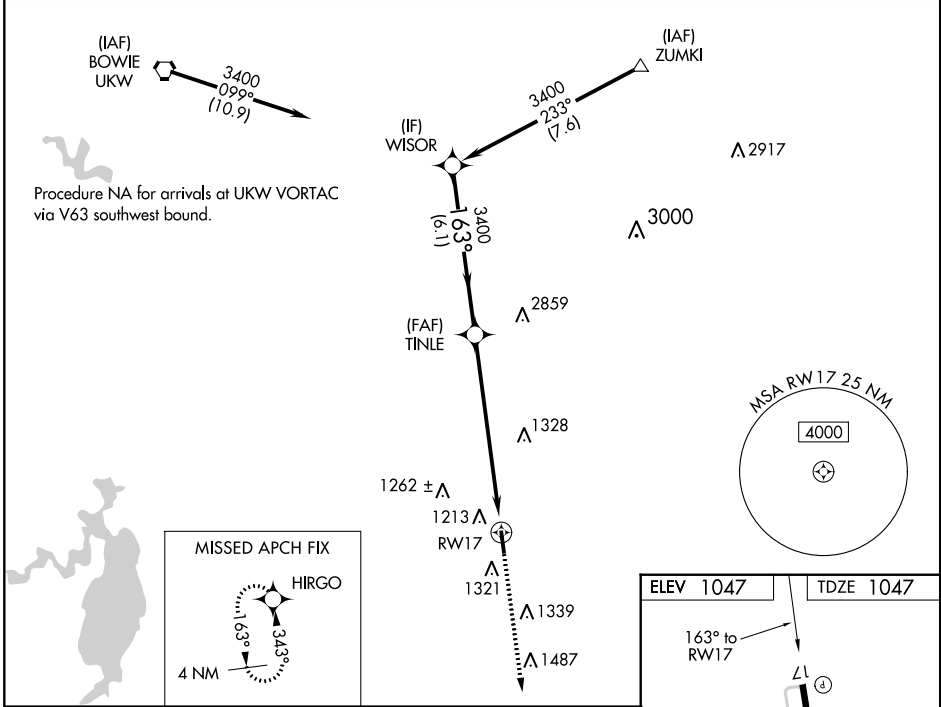 (IAF)
BOWIE
UKW
3400
099°
(10.9)
(IAF)
ZUMKI
3400
233°
(7.6)
(IF)
WISOR
2917
Procedure NA for arrivals at UKW VORTAC
via V63 southwest bound.
3400
163°
(6.1)
3000
2859
(FAF)
TINLE
MSA RW17 25 NM
4000
1328
1262 ±
1213
RW17
1321
1339
1487
MISSED APCH FIX
HIRGO
163°
343°
4 NM
ELEV 1047
TDZE 1047
163° to
RW17
17
P